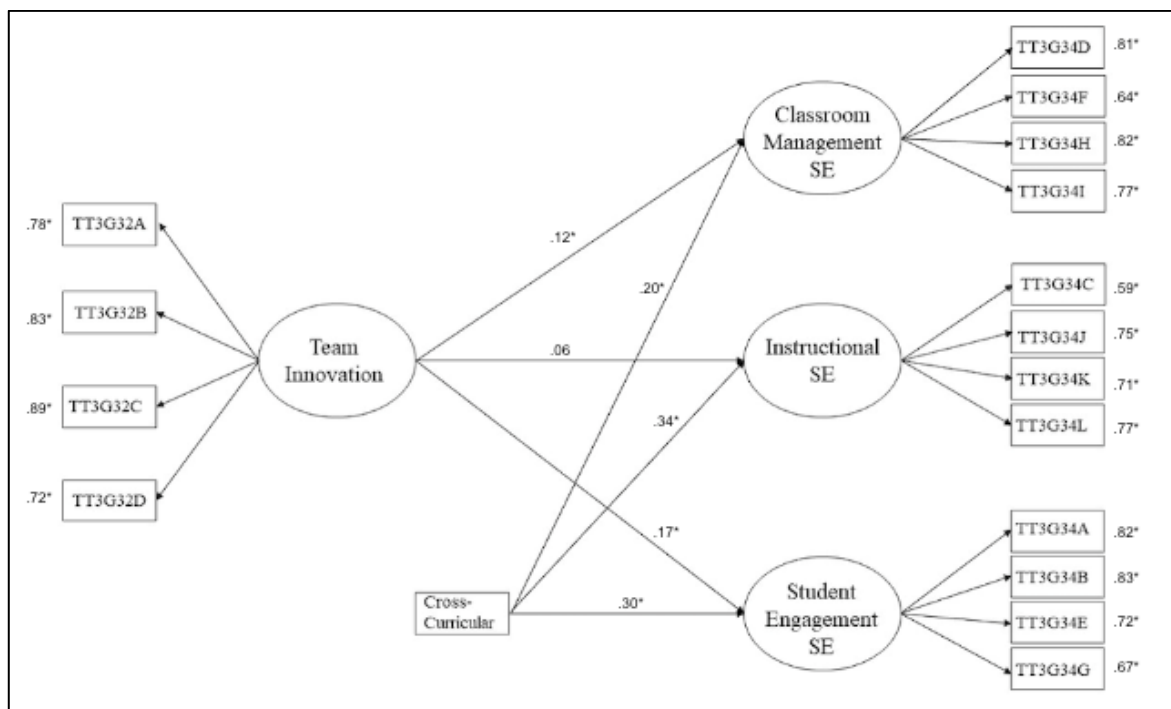 TT3G34D .81*
TT3G34F .64*
Classroom
Management
SE
TT3G34H .82*
TT3G34I .77*
.78* TT3G32A
.12*
.20*
TT3G34C .59*
.83* TT3G32B
TT3G34J .75*
Team
Innovation
.06
Instructional
SE
TT3G34K .71*
.89* TT3G32C
.34*
TT3G34L .77*
.72* TT3G32D
.17*
TT3G34A .82*
TT3G34B .83*
Cross-
Curricular
.30*
Student
Engagement
SE
TT3G34E .72*
TT3G34G .67*